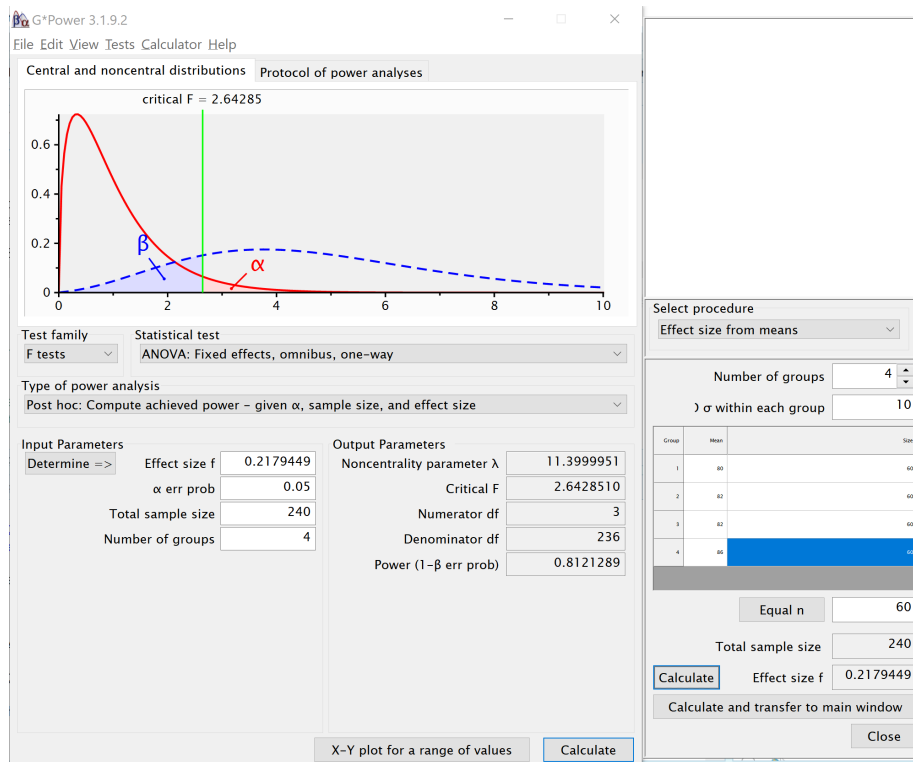 G*Power 3.1.9.2
File Edit View Tests Calculator Help
Central and noncentral distributions Protocol of power analyses
critical F = 2.64285
0.6
0.4
0.2
0
β
α
0 2 4 6 8 10
Test family Statistical test
F tests ANOVA: Fixed effects, omnibus, one-way
Type of power analysis
Post hoc: Compute achieved power – given α, sample size, and effect size
Input Parameters
Determine => Effect size f 0.2179449
α err prob 0.05
Total sample size 240
Number of groups 4
Output Parameters
Noncentrality parameter λ 11.3999951
Critical F 2.6428510
Numerator df 3
Denominator df 236
Power (1-β err prob) 0.8121289
X-Y plot for a range of values Calculate
Select procedure
Effect size from means
Number of groups 4
σ within each group 10
Group Mean Size
1 80 60
2 82 60
3 82 60
4 86 60
Equal n 60
Total sample size 240
Calculate Effect size f 0.2179449
Calculate and transfer to main window
Close